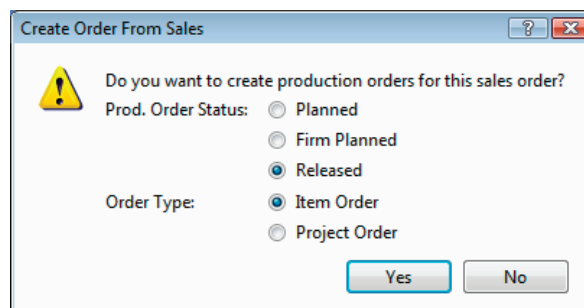 Create Order From Sales
Do you want to create production orders for this sales order?
Prod. Order Status: Planned
Firm Planned
Released
Order Type: Item Order
Project Order
Yes No